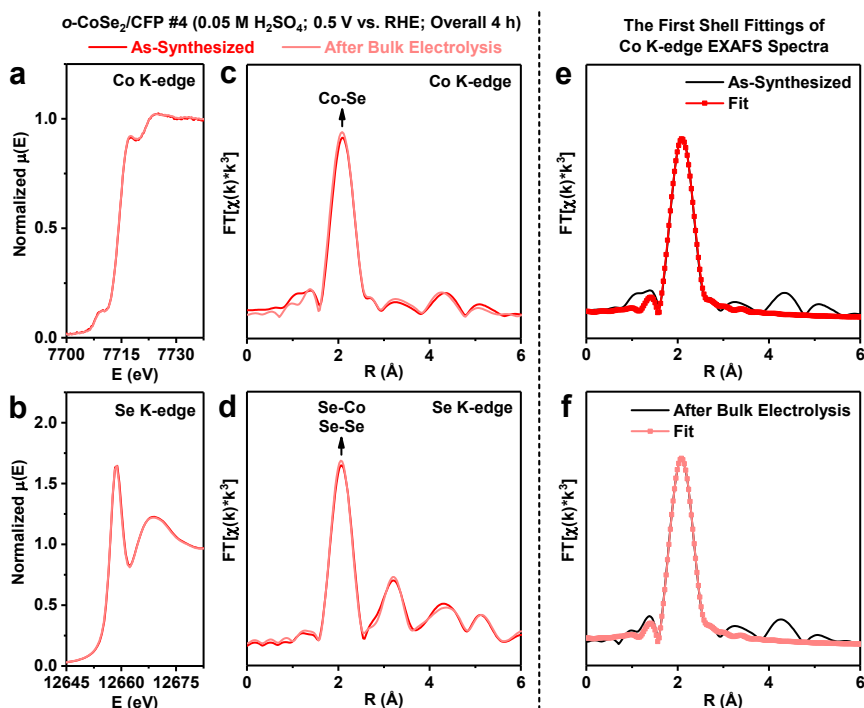 o-CoSe2/CFP #4 (0.05 M H2SO4; 0.5 V vs. RHE; Overall 4 h)
As-Synthesized
After Bulk Electrolysis
The First Shell Fittings of
Co K-edge EXAFS Spectra
a
Co K-edge
Normalized μ(E)
1.0
0.5
0.0
7700
7715
7730
E (eV)
c
Co K-edge
Co-Se
FT[χ(k)*k³]
0
2
4
6
R (Å)
e
As-Synthesized
Fit
FT[χ(k)*k³]
0
2
4
6
R (Å)
b
Se K-edge
Normalized μ(E)
2.0
1.5
1.0
0.5
0.0
12645
12660
12675
E (eV)
d
Se K-edge
Se-Co
Se-Se
FT[χ(k)*k³]
0
2
4
6
R (Å)
f
After Bulk Electrolysis
Fit
FT[χ(k)*k³]
0
2
4
6
R (Å)